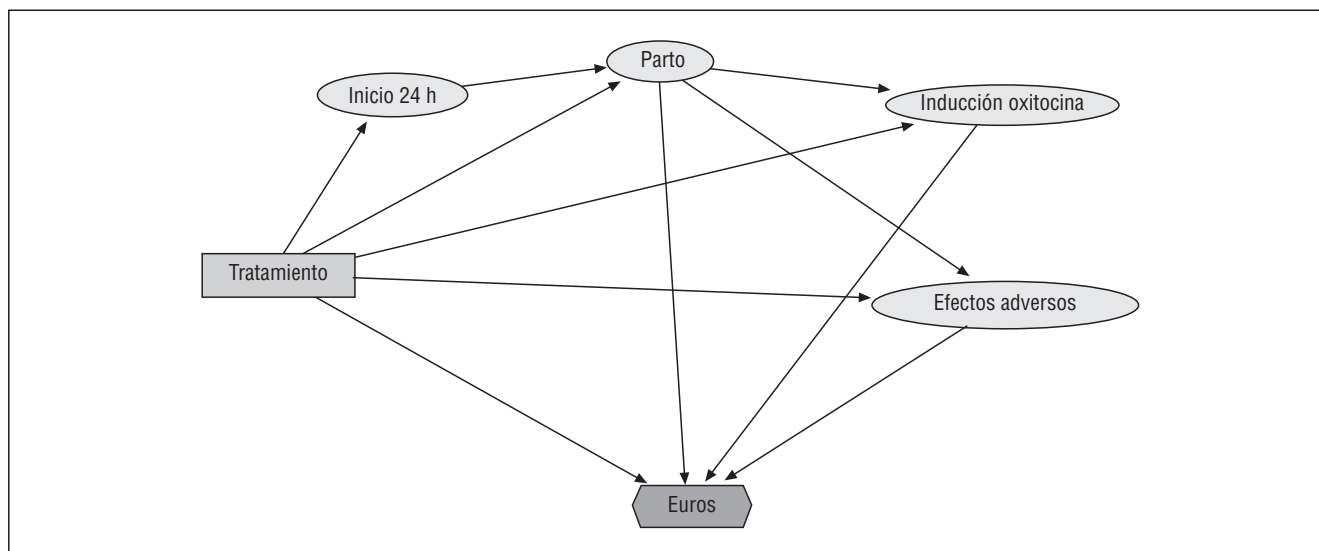 Parto
Inicio 24 h
Inducción oxitocina
Tratamiento
Efectos adversos
Euros